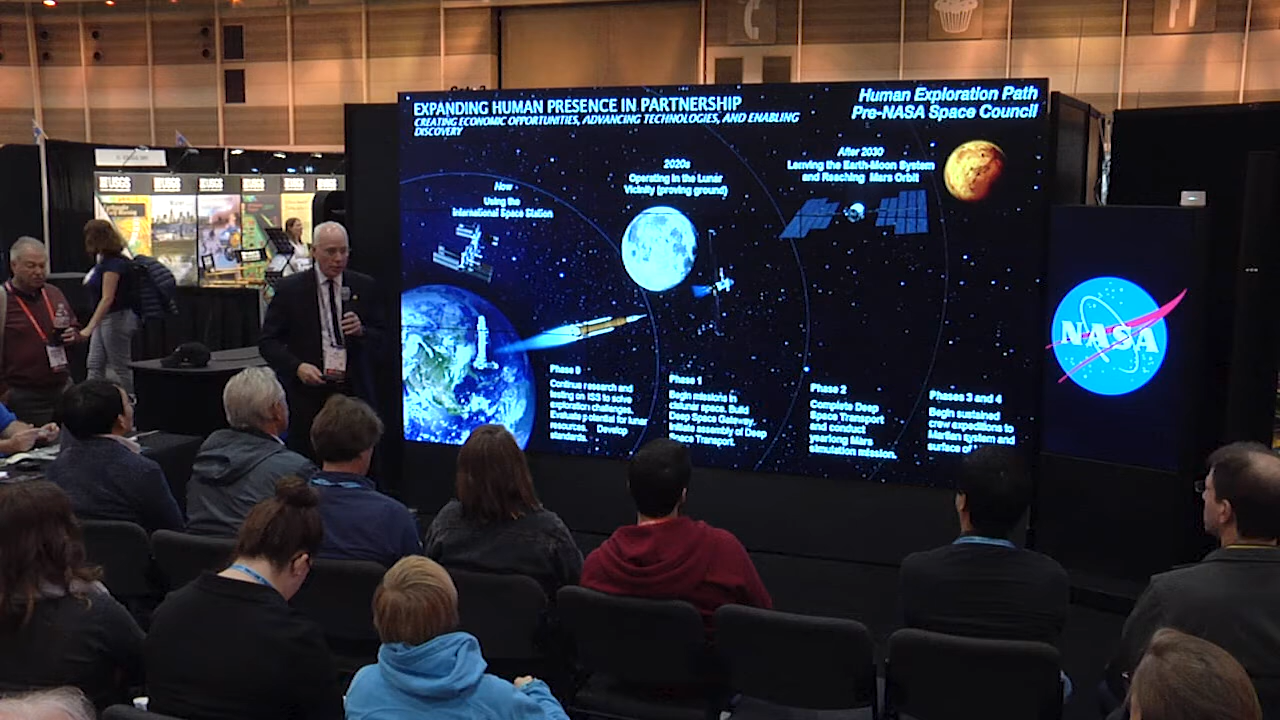 EXPANDING HUMAN PRESENCE IN PARTNERSHIP
CREATING ECONOMIC OPPORTUNITIES, ADVANCING TECHNOLOGIES, AND ENABLING
DISCOVERY
Human Exploration Path
Pre-NASA Space Council
Now
Using the
International Space Station
2020s
Operating in the Lunar
Vicinity (proving ground)
After 2030
Leaving the Earth-Moon System
and Reaching Mars Orbit
Phase 0
Continue research and
testing on ISS to solve
exploration challenges.
Evaluate potential for lunar
resources. Develop
standards.
Phase 1
Begin missions in
cislunar space. Build
Deep Space Gateway.
Initiate assembly of Deep
Space Transport.
Phase 2
Complete Deep
Space Transport
and conduct
yearlong Mars
simulation mission.
Phases 3 and 4
Begin sustained
crew expeditions to
Martian system and
surface of
NASA
USGS
USGS
USGS